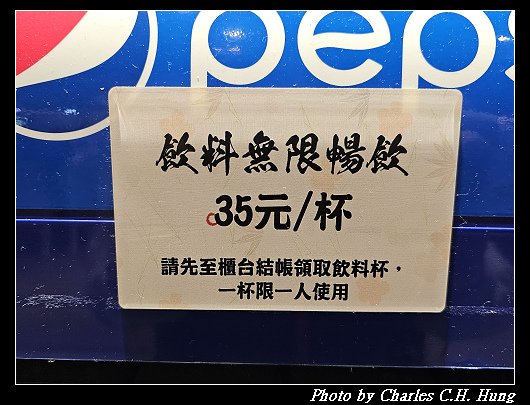 peps
飲料無限暢飲
35元/杯
請先至櫃台結帳領取飲料杯，
一杯限一人使用
Photo by Charles C.H. Hung